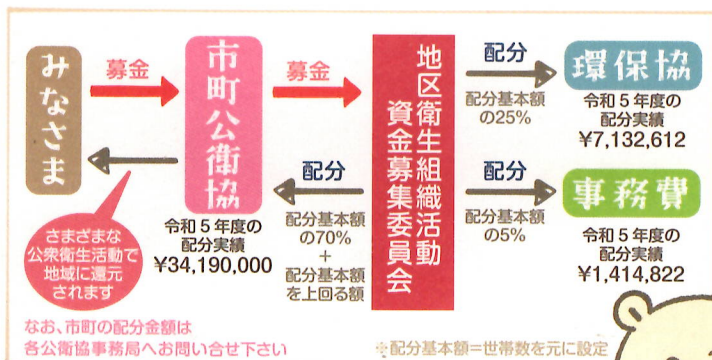 みなさま
募金
市町公衛協
募金
地区衛生組織活動
資金募集委員会
配分
配分基本額
の25%
環保協
令和5年度の
配分実績
¥7,132,612
配分
配分基本額
の70%
+
配分基本額
を上回る額
配分
配分基本額
の5%
事務費
令和5年度の
配分実績
¥1,414,822
令和5年度の
配分実績
¥34,190,000
さまざまな
公衆衛生活動で
地域に還元
されます
なお、市町の配分金額は
各公衛協事務局へお問い合せ下さい
※配分基本額=世帯数を元に設定